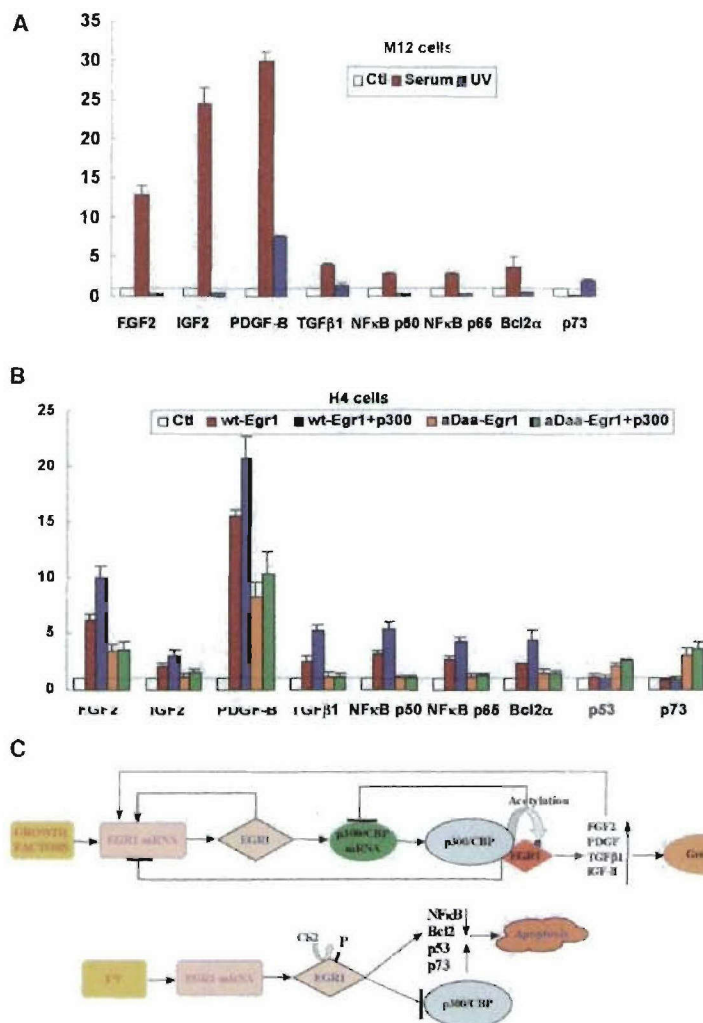 A
M12 cells
Ctl Serum UV
35
30
25
20
15
10
5
0
FGF2 IGF2 PDGF-B TGFβ1 NFκB p50 NFκB p65 Bcl2α p73
B
H4 cells
Ctl wt-Egr1 wt-Egr1+p300 aDaa-Egr1 aDaa-Egr1+p300
25
20
15
10
5
0
FGF2 IGF2 PDGF-B TGFβ1 NFκB p50 NFκB p65 Bcl2α p53 p73
C
Acetylation
GROWTH FACTORS
EGR1 mRNA
EGR1
p300/CBP mRNA
p300/CBP
EGR1
FGF2
PDGF
TGFβ1
IGF-II
NFκB
Bcl2
p53
p73
Apoptosis
CK2
P
UV
EGR1 mRNA
EGR1
p300/CBP